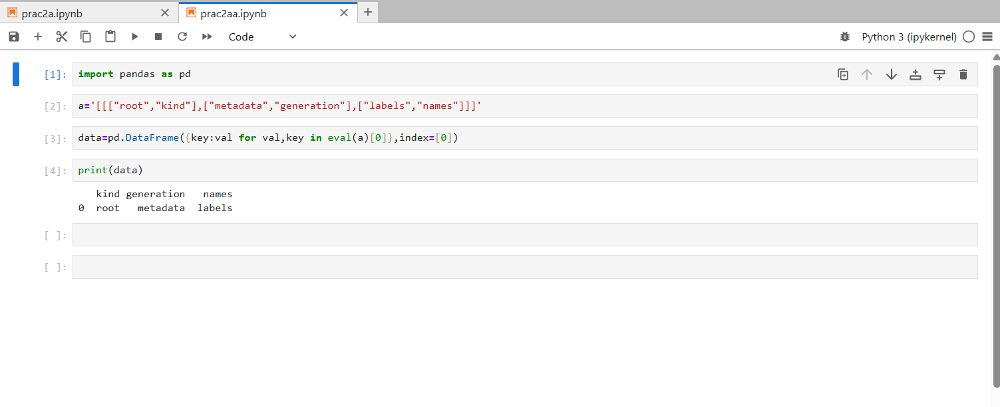 prac2a.ipynb
prac2aa.ipynb
Code
Python 3 (ipykernel)
[1]: import pandas as pd
[2]: a='[[["root","kind"],["metadata","generation"],["labels","names"]]]'
[3]: data=pd.DataFrame({key:val for val,key in eval(a)[0]},index=[0])
[4]: print(data)
kind generation names
0 root metadata labels
[ ]:
[ ]: